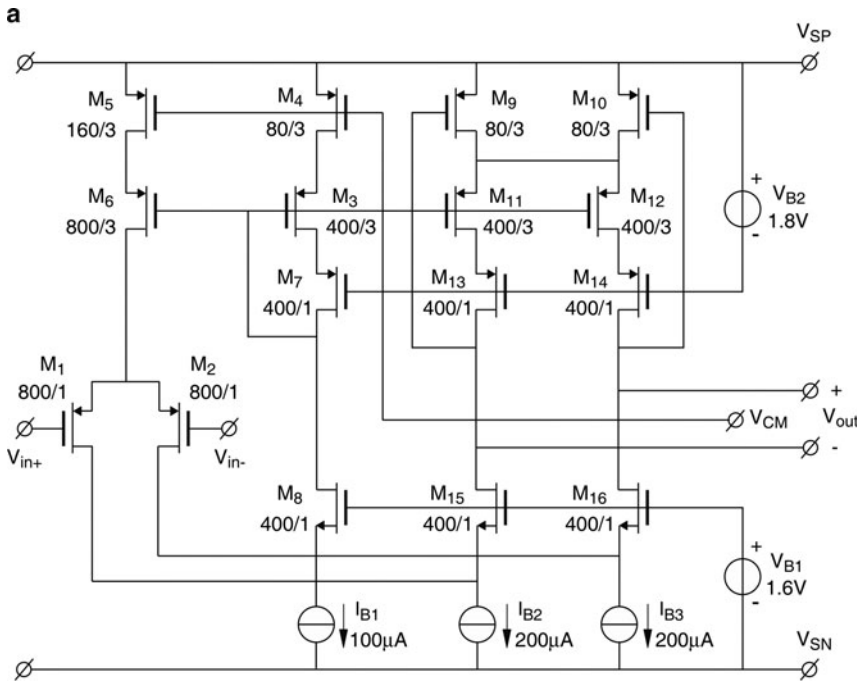 a
V_SP
M5
160/3
M4
80/3
M9
80/3
M10
80/3
M6
800/3
M3
400/3
M11
400/3
M12
400/3
+
V_B2
1.8V
-
M7
400/1
M13
400/1
M14
400/1
M1
800/1
M2
800/1
V_in+
V_in-
+
V_CM
V_out
-
M8
400/1
M15
400/1
M16
400/1
+
V_B1
1.6V
-
I_B1
100µA
I_B2
200µA
I_B3
200µA
V_SN